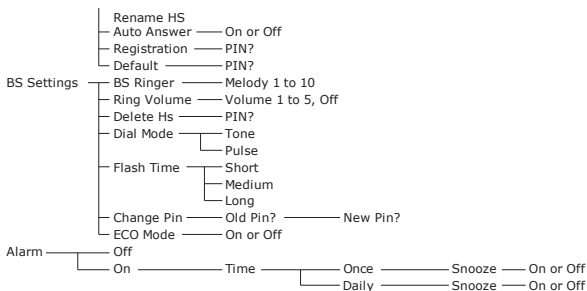 Rename HS
Auto Answer On or Off
Registration PIN?
Default PIN?
BS Settings BS Ringer Melody 1 to 10
Ring Volume Volume 1 to 5, Off
Delete Hs PIN?
Dial Mode Tone
Pulse
Flash Time Short
Medium
Long
Change Pin Old Pin? New Pin?
ECO Mode On or Off
Alarm Off
On Time Once Snooze On or Off
Daily Snooze On or Off